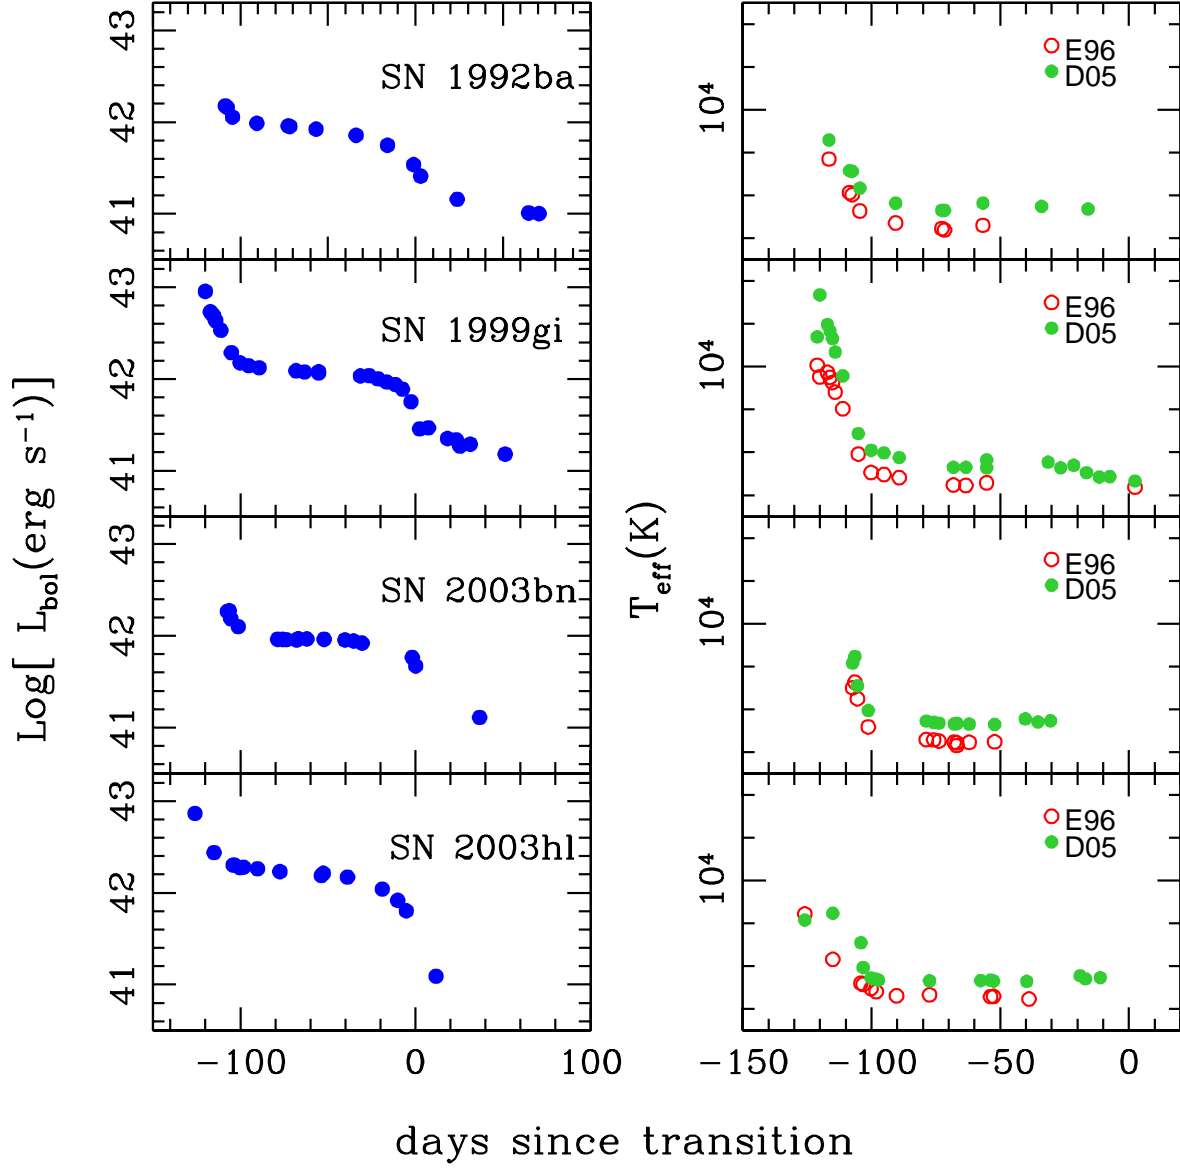 43
42
41
SN 1992ba
10⁴
E96
D05
43
42
41
SN 1999gi
10⁴
E96
D05
43
42
41
SN 2003bn
10⁴
E96
D05
43
42
41
SN 2003hl
10⁴
E96
D05
Log[ L_bol(erg s⁻¹)]
T_eff(K)
−100 0 100
−150 −100 −50 0
days since transition